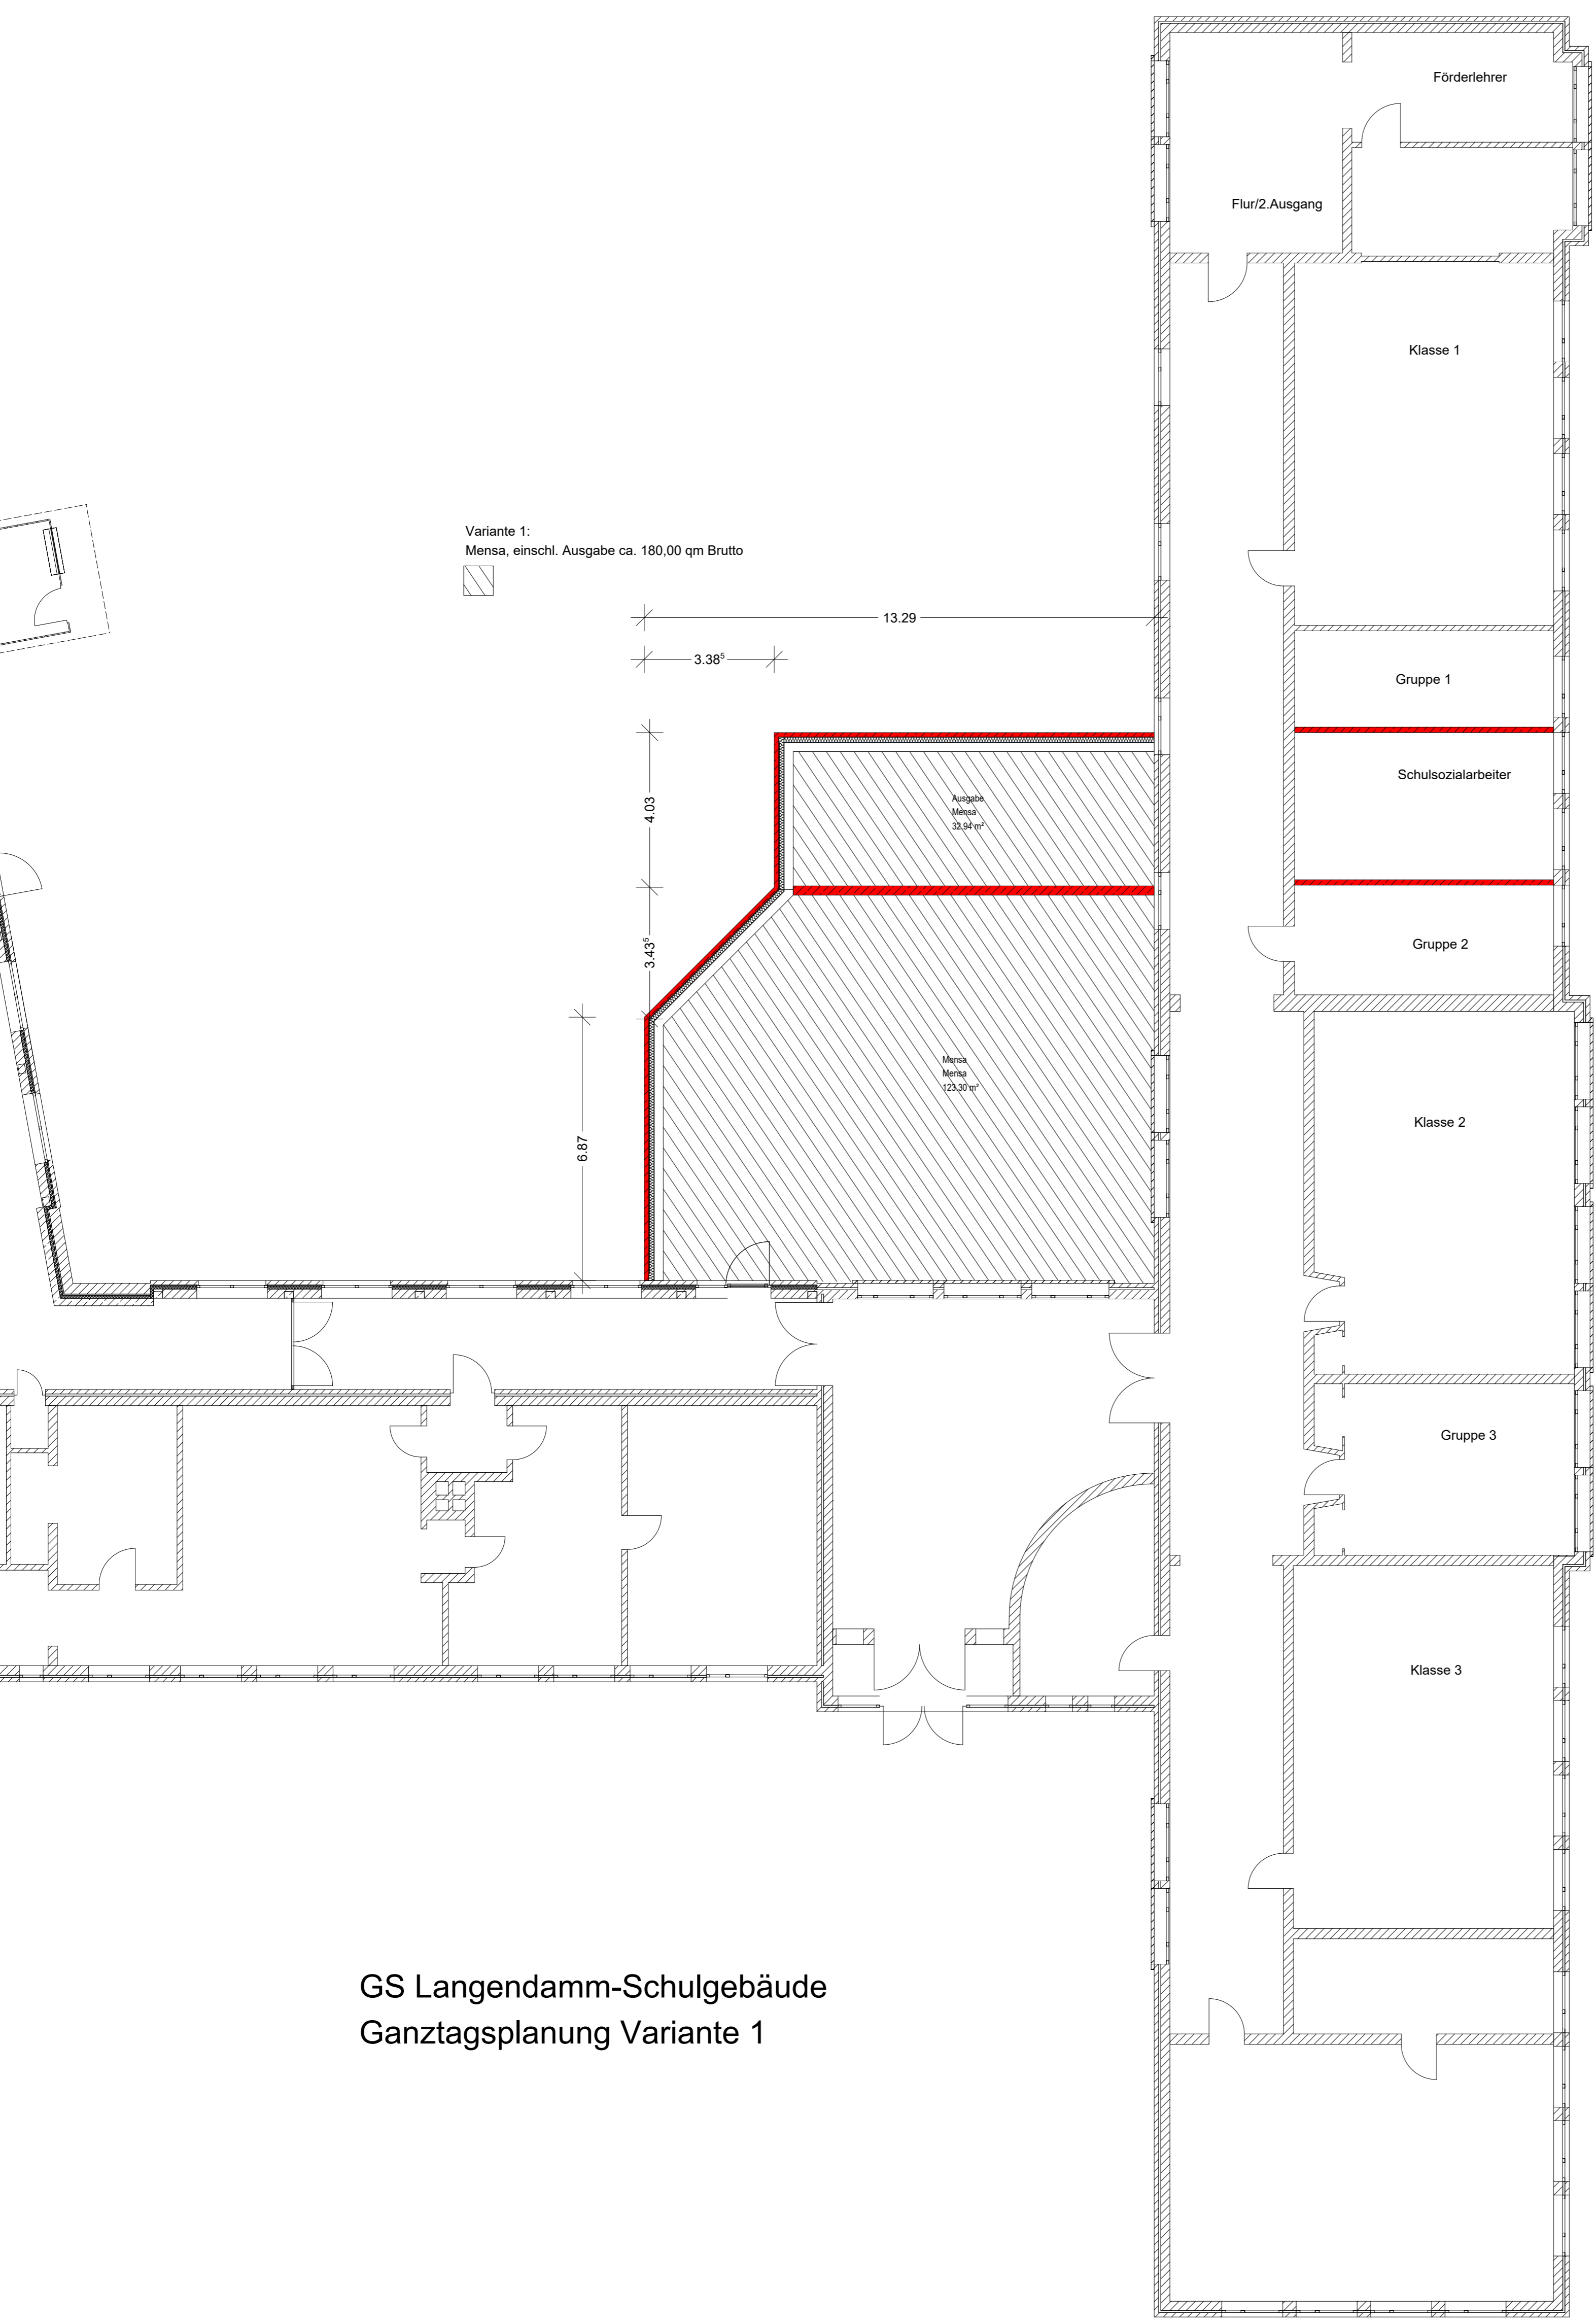 Förderlehrer
Flur/2.Ausgang
Klasse 1
Variante 1:
Mensa, einschl. Ausgabe ca. 180,00 qm Brutto
13.29
3.38⁵
Gruppe 1
Schulsozialarbeiter
4.03
Ausgabe
Mensa
32.94 m²
3.43⁵
Gruppe 2
Mensa
Mensa
123.30 m²
6.87
Klasse 2
Gruppe 3
Klasse 3
GS Langendamm-Schulgebäude
Ganztagsplanung Variante 1